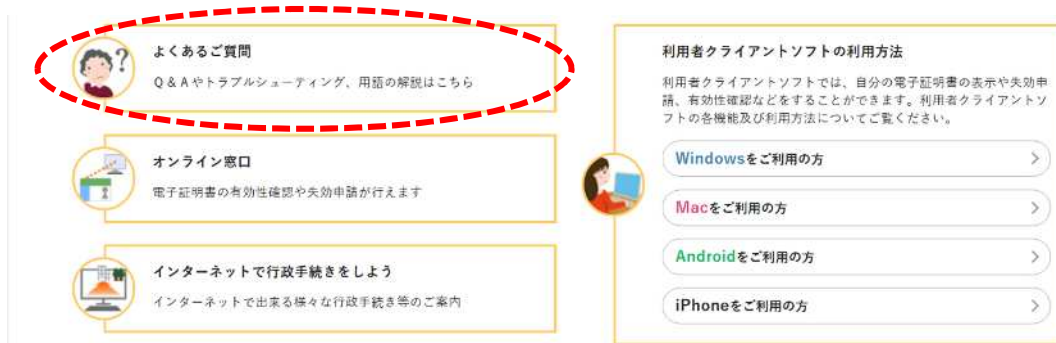 ?
よくあるご質問
Q&Aやトラブルシューティング、用語の解説はこちら
オンライン窓口
電子証明書の有効性確認や失効申請が行えます
インターネットで行政手続きをしよう
インターネットで出来る様々な行政手続き等のご案内
利用者クライアントソフトの利用方法
利用者クライアントソフトでは、自分の電子証明書の表示や失効申
請、有効性確認などをすることができます。利用者クライアントソ
フトの各機能及び利用方法についてご覧ください。
Windowsをご利用の方
Macをご利用の方
Androidをご利用の方
iPhoneをご利用の方